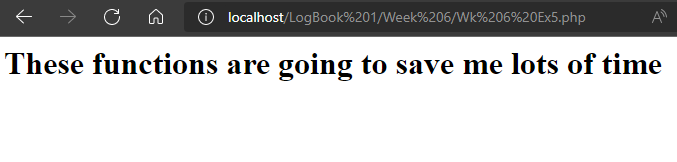 localhost/LogBook%201/Week%206/Wk%206%20Ex5.php
These functions are going to save me lots of time